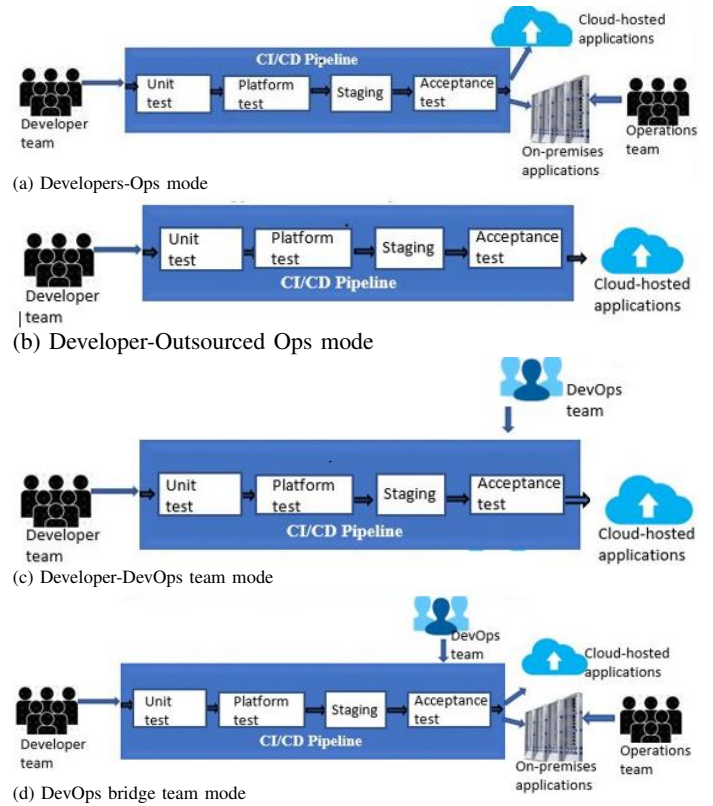 Cloud-hosted
applications
CI/CD Pipeline
Unit
test
Platform
test
Staging
Acceptance
test
Developer
team
Operations
team
On-premises
applications
(a) Developers-Ops mode
Unit
test
Platform
test
Staging
Acceptance
test
CI/CD Pipeline
Developer
team
Cloud-hosted
applications
(b) Developer-Outsourced Ops mode
DevOps
team
Unit
test
Platform
test
Staging
Acceptance
test
CI/CD Pipeline
Developer
team
Cloud-hosted
applications
(c) Developer-DevOps team mode
DevOps
team
Cloud-hosted
applications
Unit
test
Platform
test
Staging
Acceptance
test
CI/CD Pipeline
Developer
team
On-premises
applications
Operations
team
(d) DevOps bridge team mode